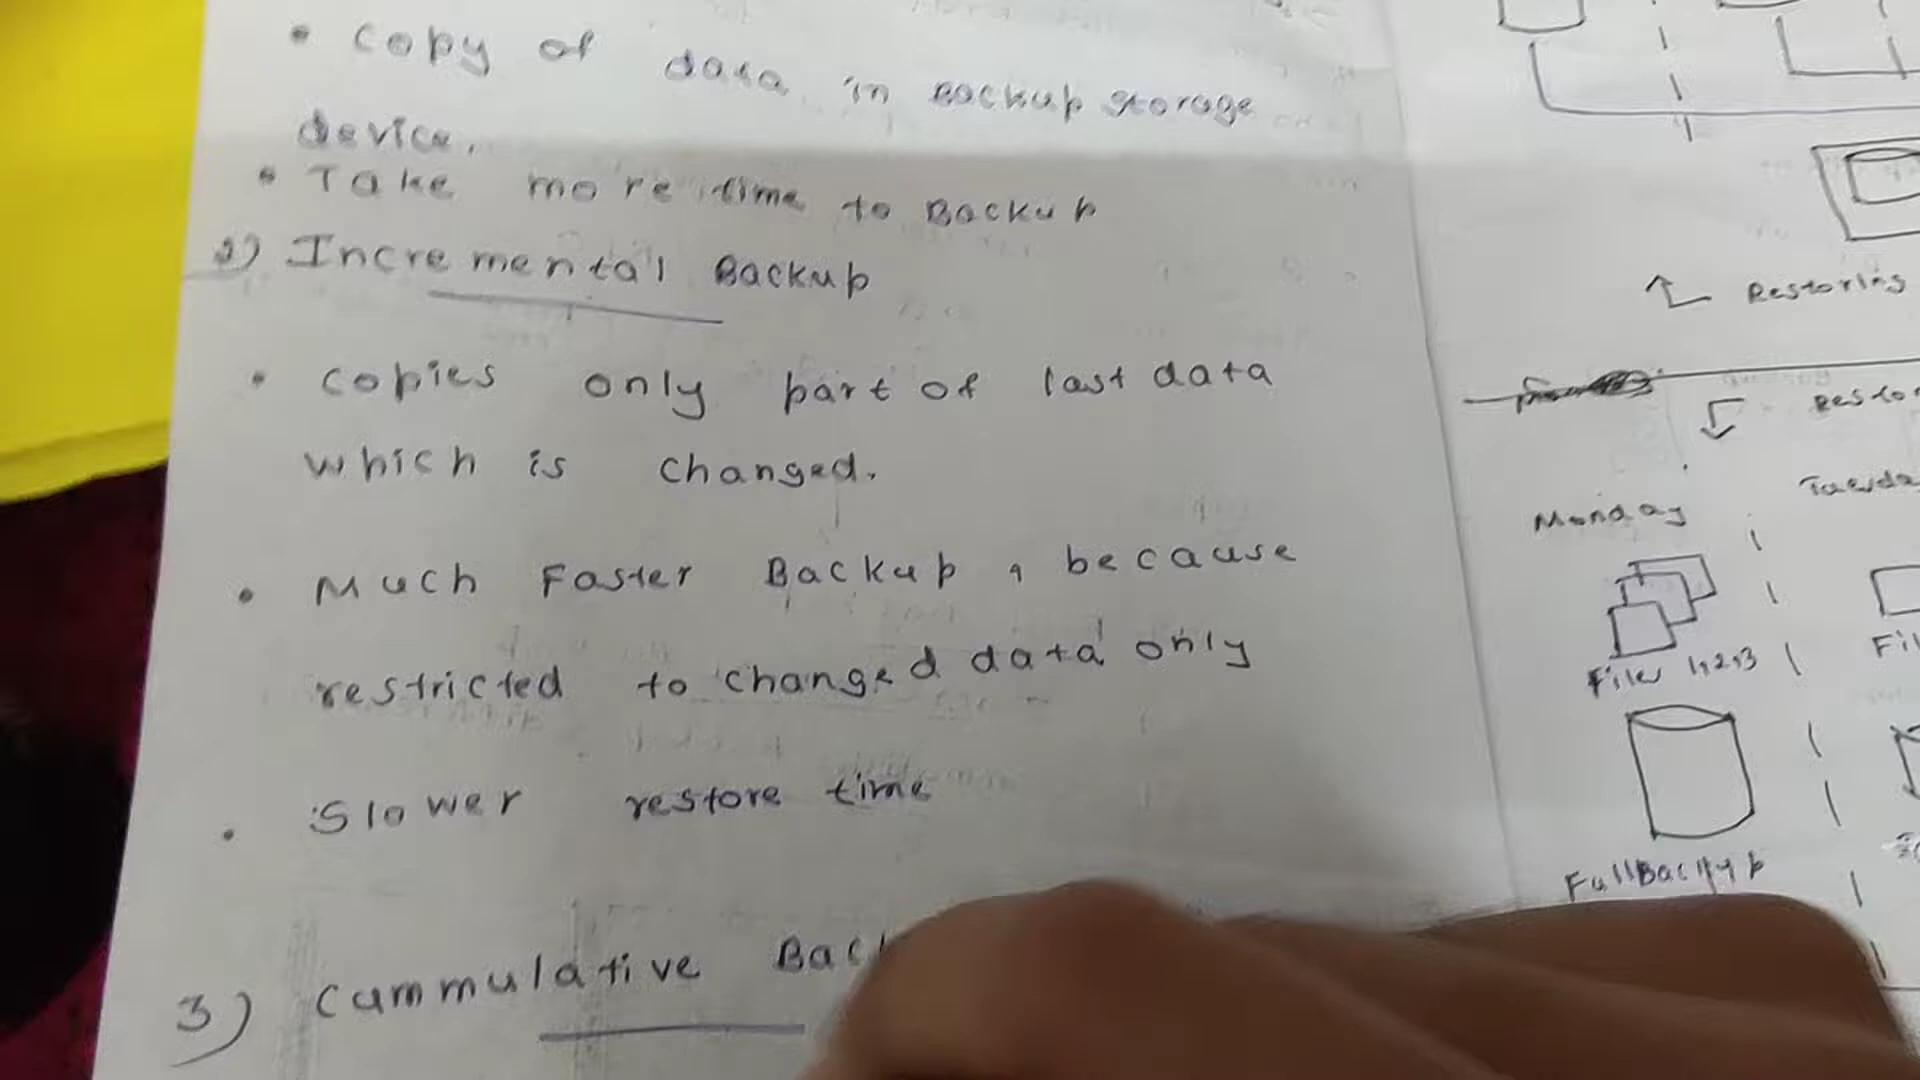 • copy of data in Backup storage
device.
• Take more time to Backup
2) Incremental Backup
• copies only part of last data
which is changed.
• Much Faster Backup, because
restricted to changed data only
• Slower restore time
3) Cummulative Back
Restoring
Monday
Files 1,2,3
FullBackup